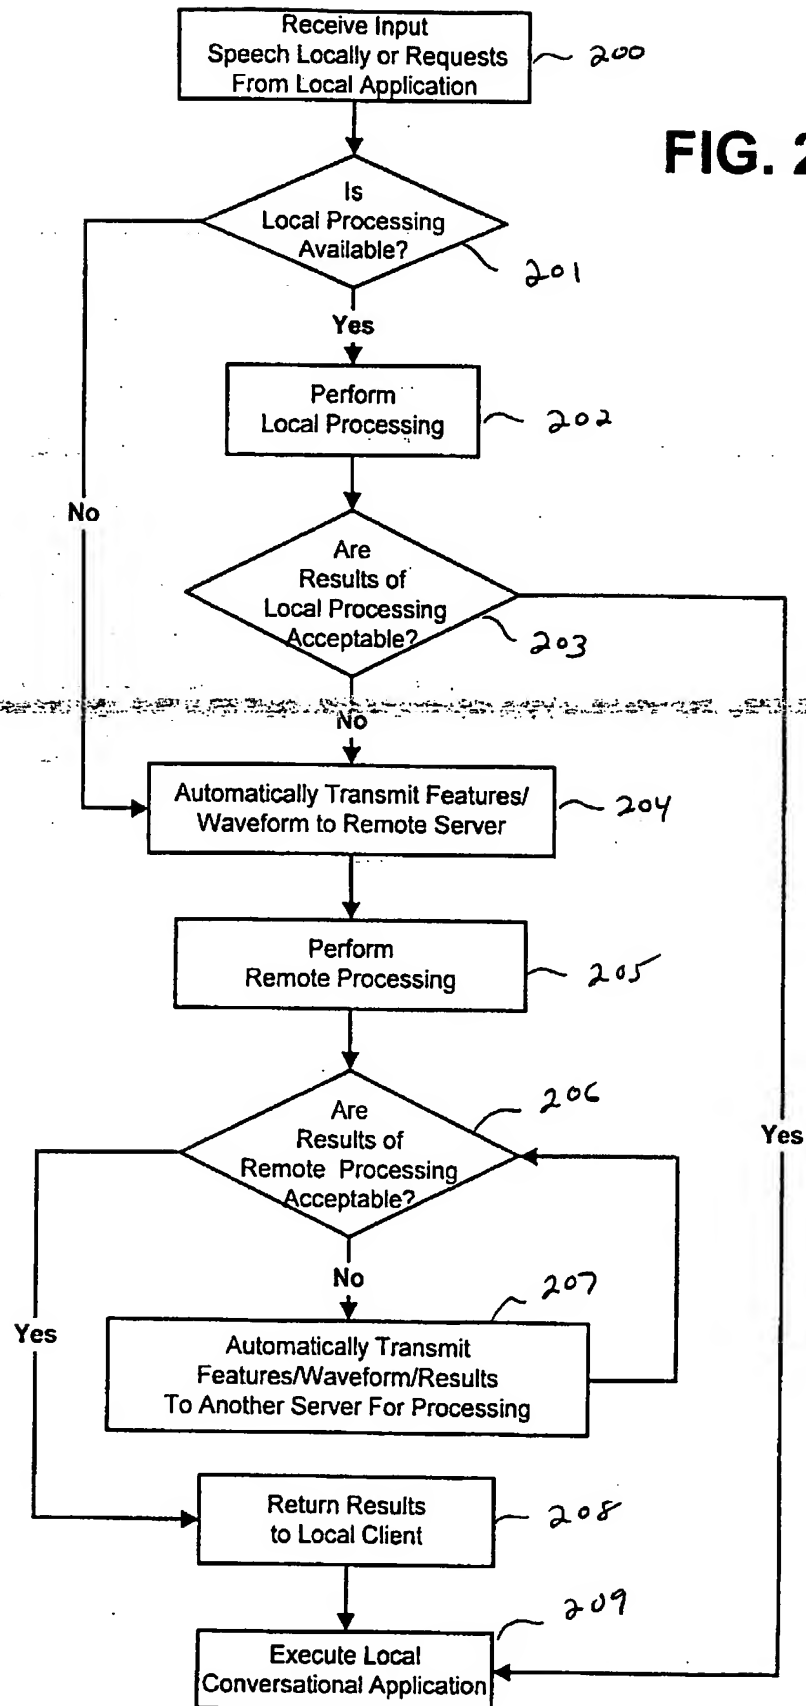 Receive Input
Speech Locally or Requests
From Local Application
200
FIG. 2
Is
Local Processing
Available?
201
Yes
Perform
Local Processing
202
No
Are
Results of
Local Processing
Acceptable?
203
No
Automatically Transmit Features/
Waveform to Remote Server
204
Perform
Remote Processing
205
Are
Results of
Remote Processing
Acceptable?
206
Yes
No
207
Yes
Automatically Transmit
Features/Waveform/Results
To Another Server For Processing
Return Results
to Local Client
208
209
Execute Local
Conversational Application